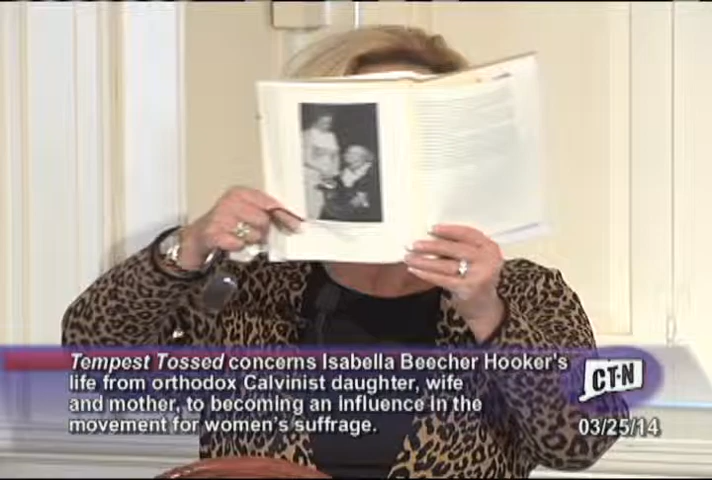 Tempest Tossed concerns Isabella Beecher Hooker's
life from orthodox Calvinist daughter, wife
and mother, to becoming an influence in the
movement for women's suffrage.
CT-N
03/25/14